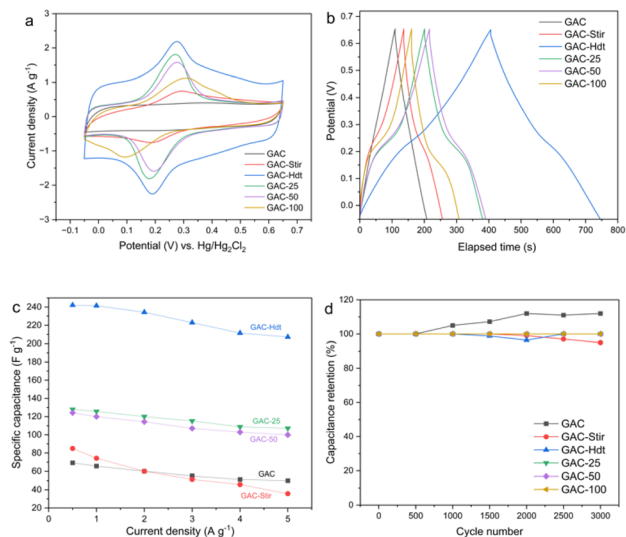 a
3
2
1
0
−1
−2
−3
−0.1 0.0 0.1 0.2 0.3 0.4 0.5 0.6 0.7
Current density (A g⁻¹)
Potential (V) vs. Hg/Hg₂Cl₂
GAC
GAC-Stir
GAC-Hdt
GAC-25
GAC-50
GAC-100
b
0.7
0.6
0.5
0.4
0.3
0.2
0.1
0.0
0 100 200 300 400 500 600 700 800
Potential (V)
Elapsed time (s)
GAC
GAC-Stir
GAC-Hdt
GAC-25
GAC-50
GAC-100
c
240
220
200
180
160
140
120
100
80
60
40
20
0 1 2 3 4 5
Specific capacitance (F g⁻¹)
Current density (A g⁻¹)
GAC-Hdt
GAC-25
GAC-50
GAC
GAC-Stir
d
120
100
80
60
40
20
0
0 500 1000 1500 2000 2500 3000
Capacitance retention (%)
Cycle number
GAC
GAC-Stir
GAC-Hdt
GAC-25
GAC-50
GAC-100